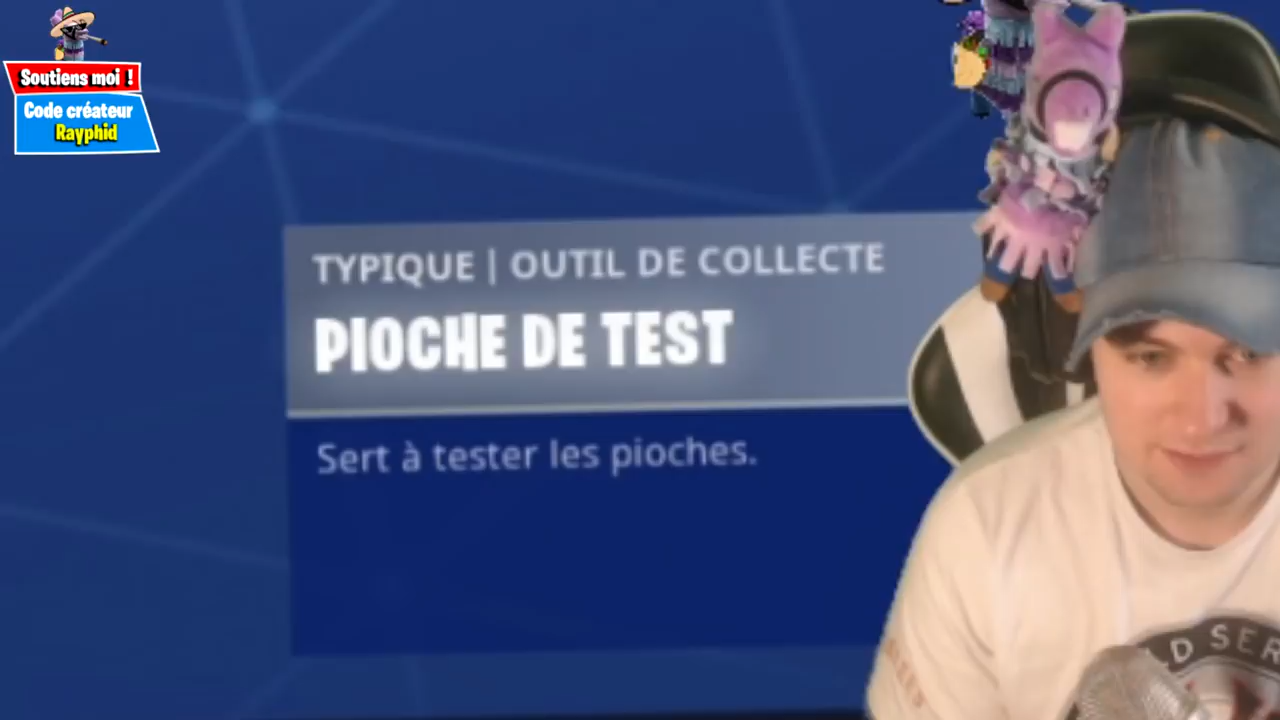 Soutiens moi !
Code créateur
Rayphid
TYPIQUE | OUTIL DE COLLECTE
PIOCHE DE TEST
Sert à tester les pioches.